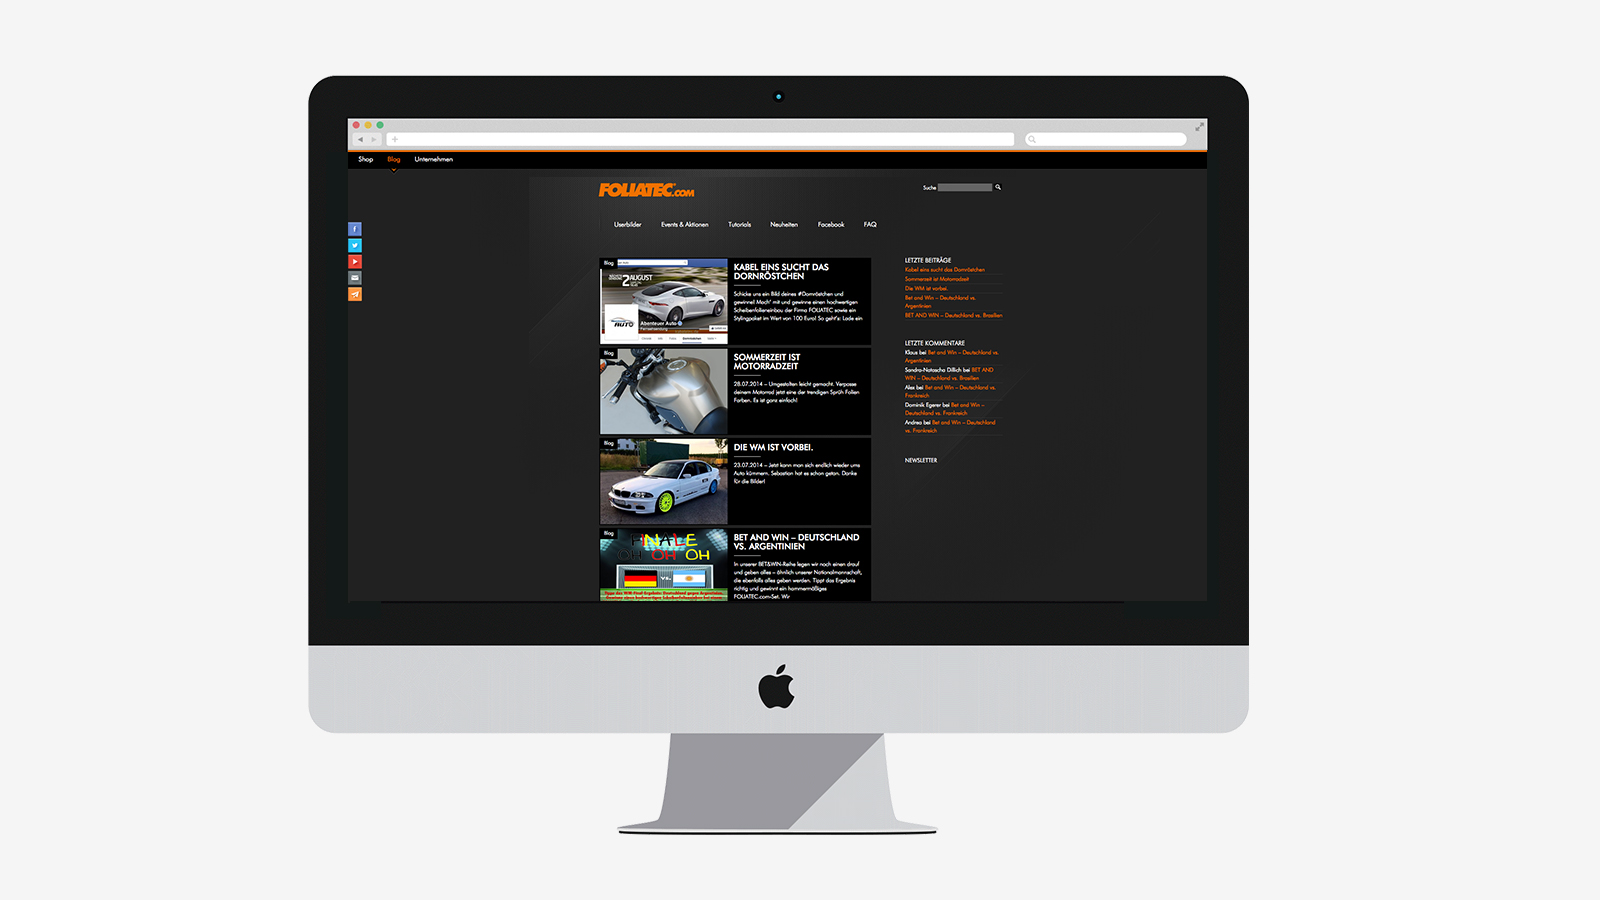 Shop Blog Unternehmen
FOLIATEC.COM
Suche
Userbilder Events & Aktionen Tutorials Neuheiten Facebook FAQ
Blog
2 AUGUST
AUTO
Abenteuer Auto
KABEL EINS SUCHT DAS
DORNRÖSTCHEN
Schicke uns ein Bild deines #Dornröstchen und
gewinne! Mach' mit und gewinne einen hochwertigen
Scheibenfolieneinbau der Firma FOLIATEC sowie ein
Stylingpaket im Wert von 100 Euro! So geht's: Lade ein
Blog
SOMMERZEIT IST
MOTORRADZEIT
28.07.2014 – Umgestalten leicht gemacht. Verpasse
deinem Motorrad jetzt eine der trendigen Sprüh Folien
Farben. Es ist ganz einfach!
Blog
DIE WM IST VORBEI.
23.07.2014 – Jetzt kann man sich endlich wieder ums
Auto kümmern. Sebastian hat es schon getan. Danke
für die Bilder!
Blog
FINALE
OH OH OH
VS.
BET AND WIN – DEUTSCHLAND
VS. ARGENTINIEN
In unserer BET&WIN-Reihe legen wir noch einen drauf
und geben alles – ähnlich unserer Nationalmannschaft,
die ebenfalls alles geben werden. Tippt das Ergebnis
richtig und gewinnt ein hammermäßiges
FOLIATEC.com-Set. Wir
LETZTE BEITRÄGE
Kabel eins sucht das Dornröstchen
Sommerzeit ist Motorradzeit
Die WM ist vorbei.
Bet and Win – Deutschland vs.
Argentinien
BET AND WIN – Deutschland vs. Brasilien
LETZTE KOMMENTARE
Klaus bei Bet and Win – Deutschland vs.
Argentinien
Sandra-Natascha Dillich bei BET AND
WIN – Deutschland vs. Brasilien
Alex bei Bet and Win – Deutschland vs.
Frankreich
Dominik Egerer bei Bet and Win –
Deutschland vs. Frankreich
Andrea bei Bet and Win – Deutschland
vs. Frankreich
NEWSLETTER